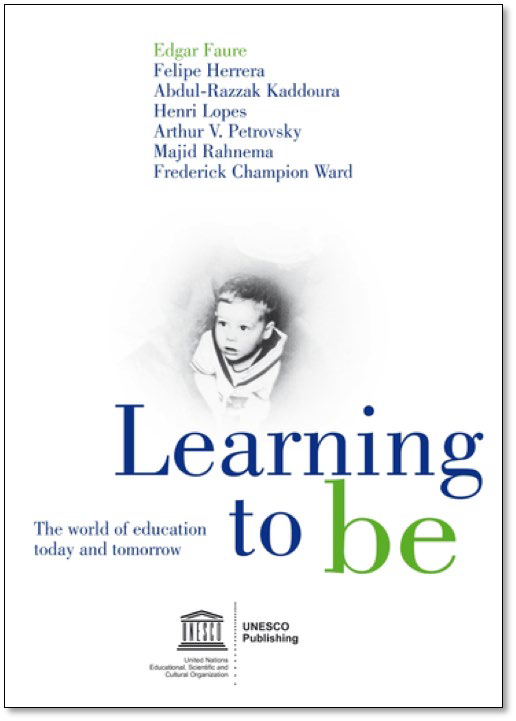 Edgar Faure
Felipe Herrera
Abdul-Razzak Kaddoura
Henri Lopes
Arthur V. Petrovsky
Majid Rahnema
Frederick Champion Ward
Learning
to be
The world of education
today and tomorrow
UNESCO
United Nations
Educational, Scientific and
Cultural Organization
UNESCO
Publishing